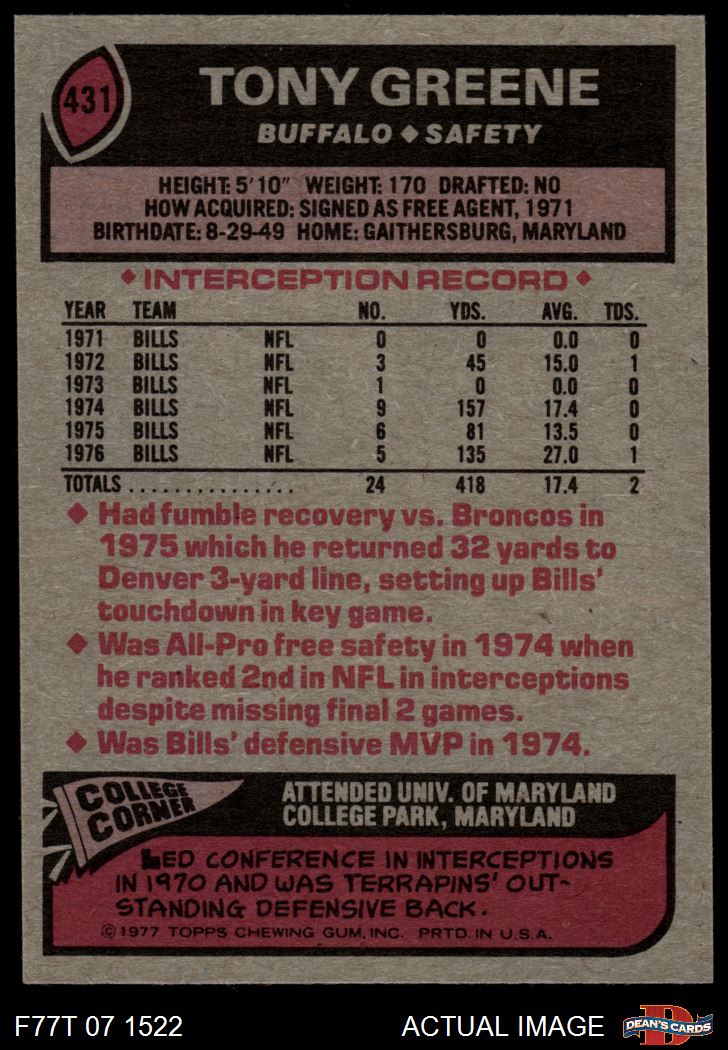 431
TONY GREENE
BUFFALO ◆ SAFETY
HEIGHT: 5'10" WEIGHT: 170 DRAFTED: NO
HOW ACQUIRED: SIGNED AS FREE AGENT, 1971
BIRTHDATE: 8-29-49 HOME: GAITHERSBURG, MARYLAND
◆ INTERCEPTION RECORD ◆
YEAR TEAM NO. YDS. AVG. TDS.
1971 BILLS NFL 0 0 0.0 0
1972 BILLS NFL 3 45 15.0 1
1973 BILLS NFL 1 0 0.0 0
1974 BILLS NFL 9 157 17.4 0
1975 BILLS NFL 6 81 13.5 0
1976 BILLS NFL 5 135 27.0 1
TOTALS ............... 24 418 17.4 2
◆ Had fumble recovery vs. Broncos in
1975 which he returned 32 yards to
Denver 3-yard line, setting up Bills'
touchdown in key game.
◆ Was All-Pro free safety in 1974 when
he ranked 2nd in NFL in interceptions
despite missing final 2 games.
◆ Was Bills' defensive MVP in 1974.
COLLEGE
CORNER
ATTENDED UNIV. OF MARYLAND
COLLEGE PARK, MARYLAND
LED CONFERENCE IN INTERCEPTIONS
IN 1970 AND WAS TERRAPINS' OUT-
STANDING DEFENSIVE BACK.
© 1977 TOPPS CHEWING GUM, INC. PRTD. IN U.S.A.
F77T 07 1522 ACTUAL IMAGE
D
DEAN'S CARDS